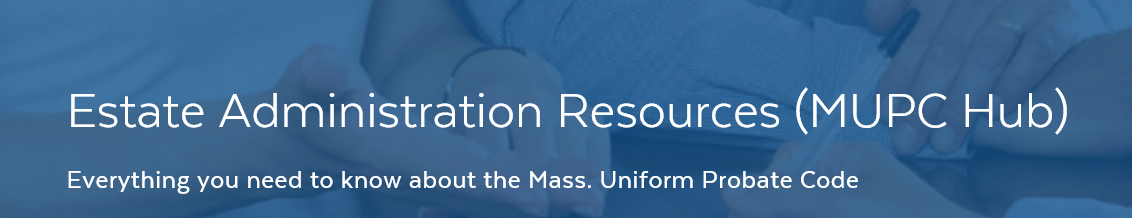 Estate Administration Resources (MUPC Hub)
Everything you need to know about the Mass. Uniform Probate Code